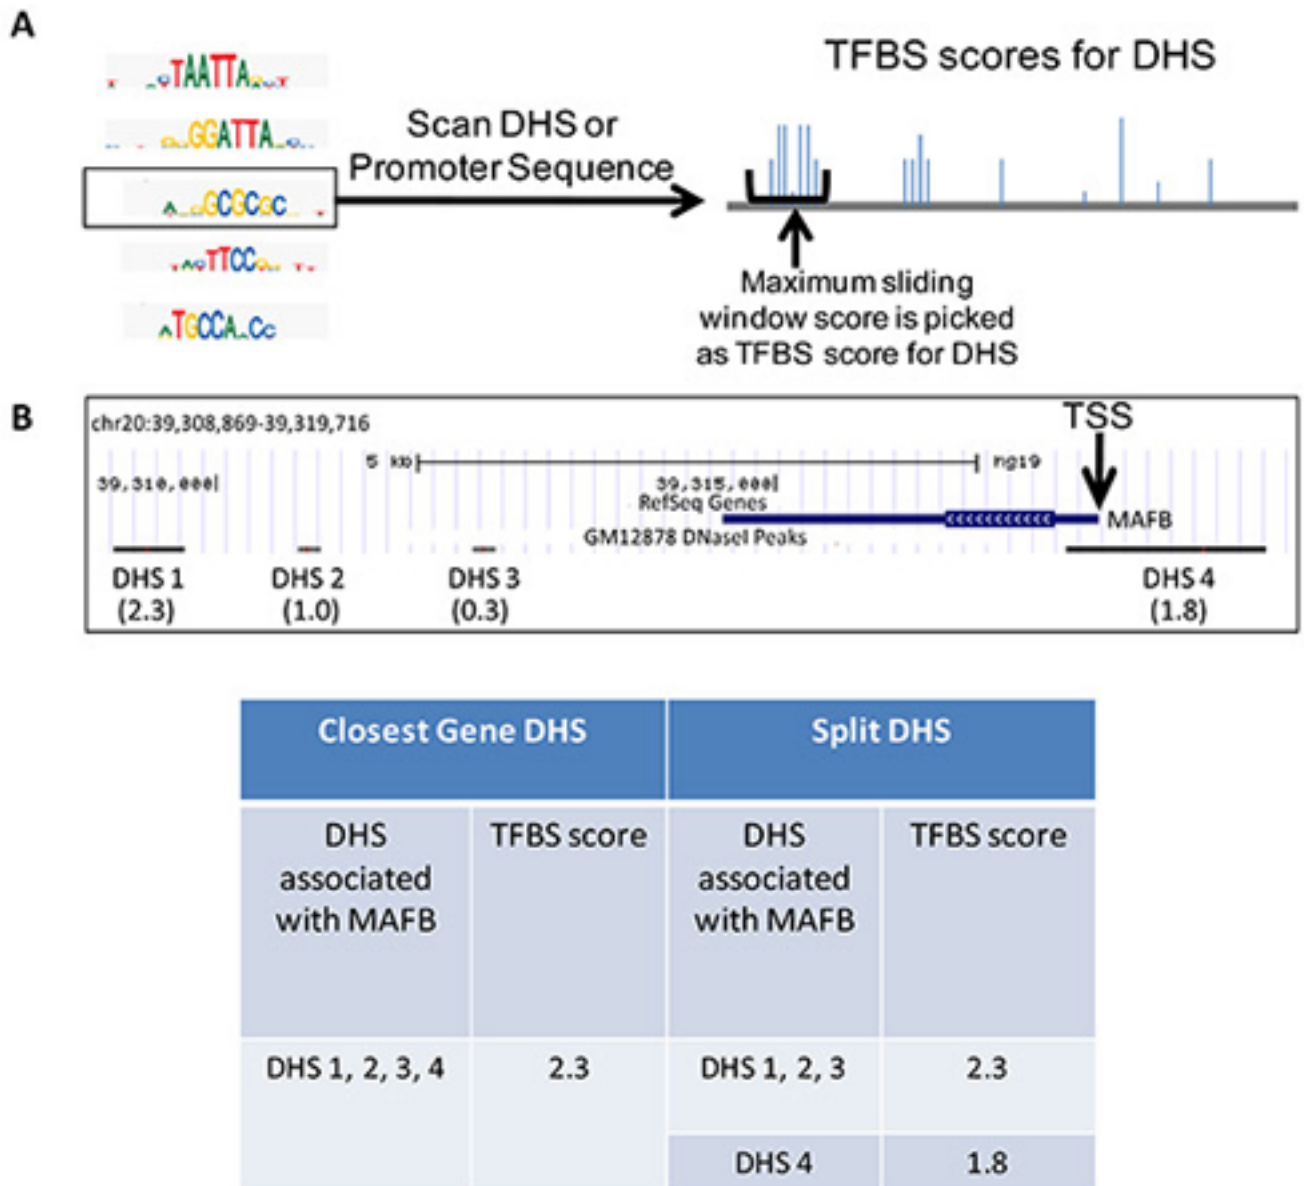 A
TAATTA
TFBS scores for DHS
GGATTA
Scan DHS or
Promoter Sequence
GCGCGC
TTCC
Maximum sliding
window score is picked
as TFBS score for DHS
TGCCA CC
B
chr20:39,308,869-39,319,716
TSS
5 kb hg19
39,310,000 39,315,000
RefSeq Genes
MAFB
GM12878 DNaseI Peaks
DHS 1 DHS 2 DHS 3 DHS 4
(2.3) (1.0) (0.3) (1.8)
Closest Gene DHS Split DHS
DHS TFBS score DHS TFBS score
associated associated
with MAFB with MAFB
DHS 1, 2, 3, 4 2.3 DHS 1, 2, 3 2.3
DHS 4 1.8